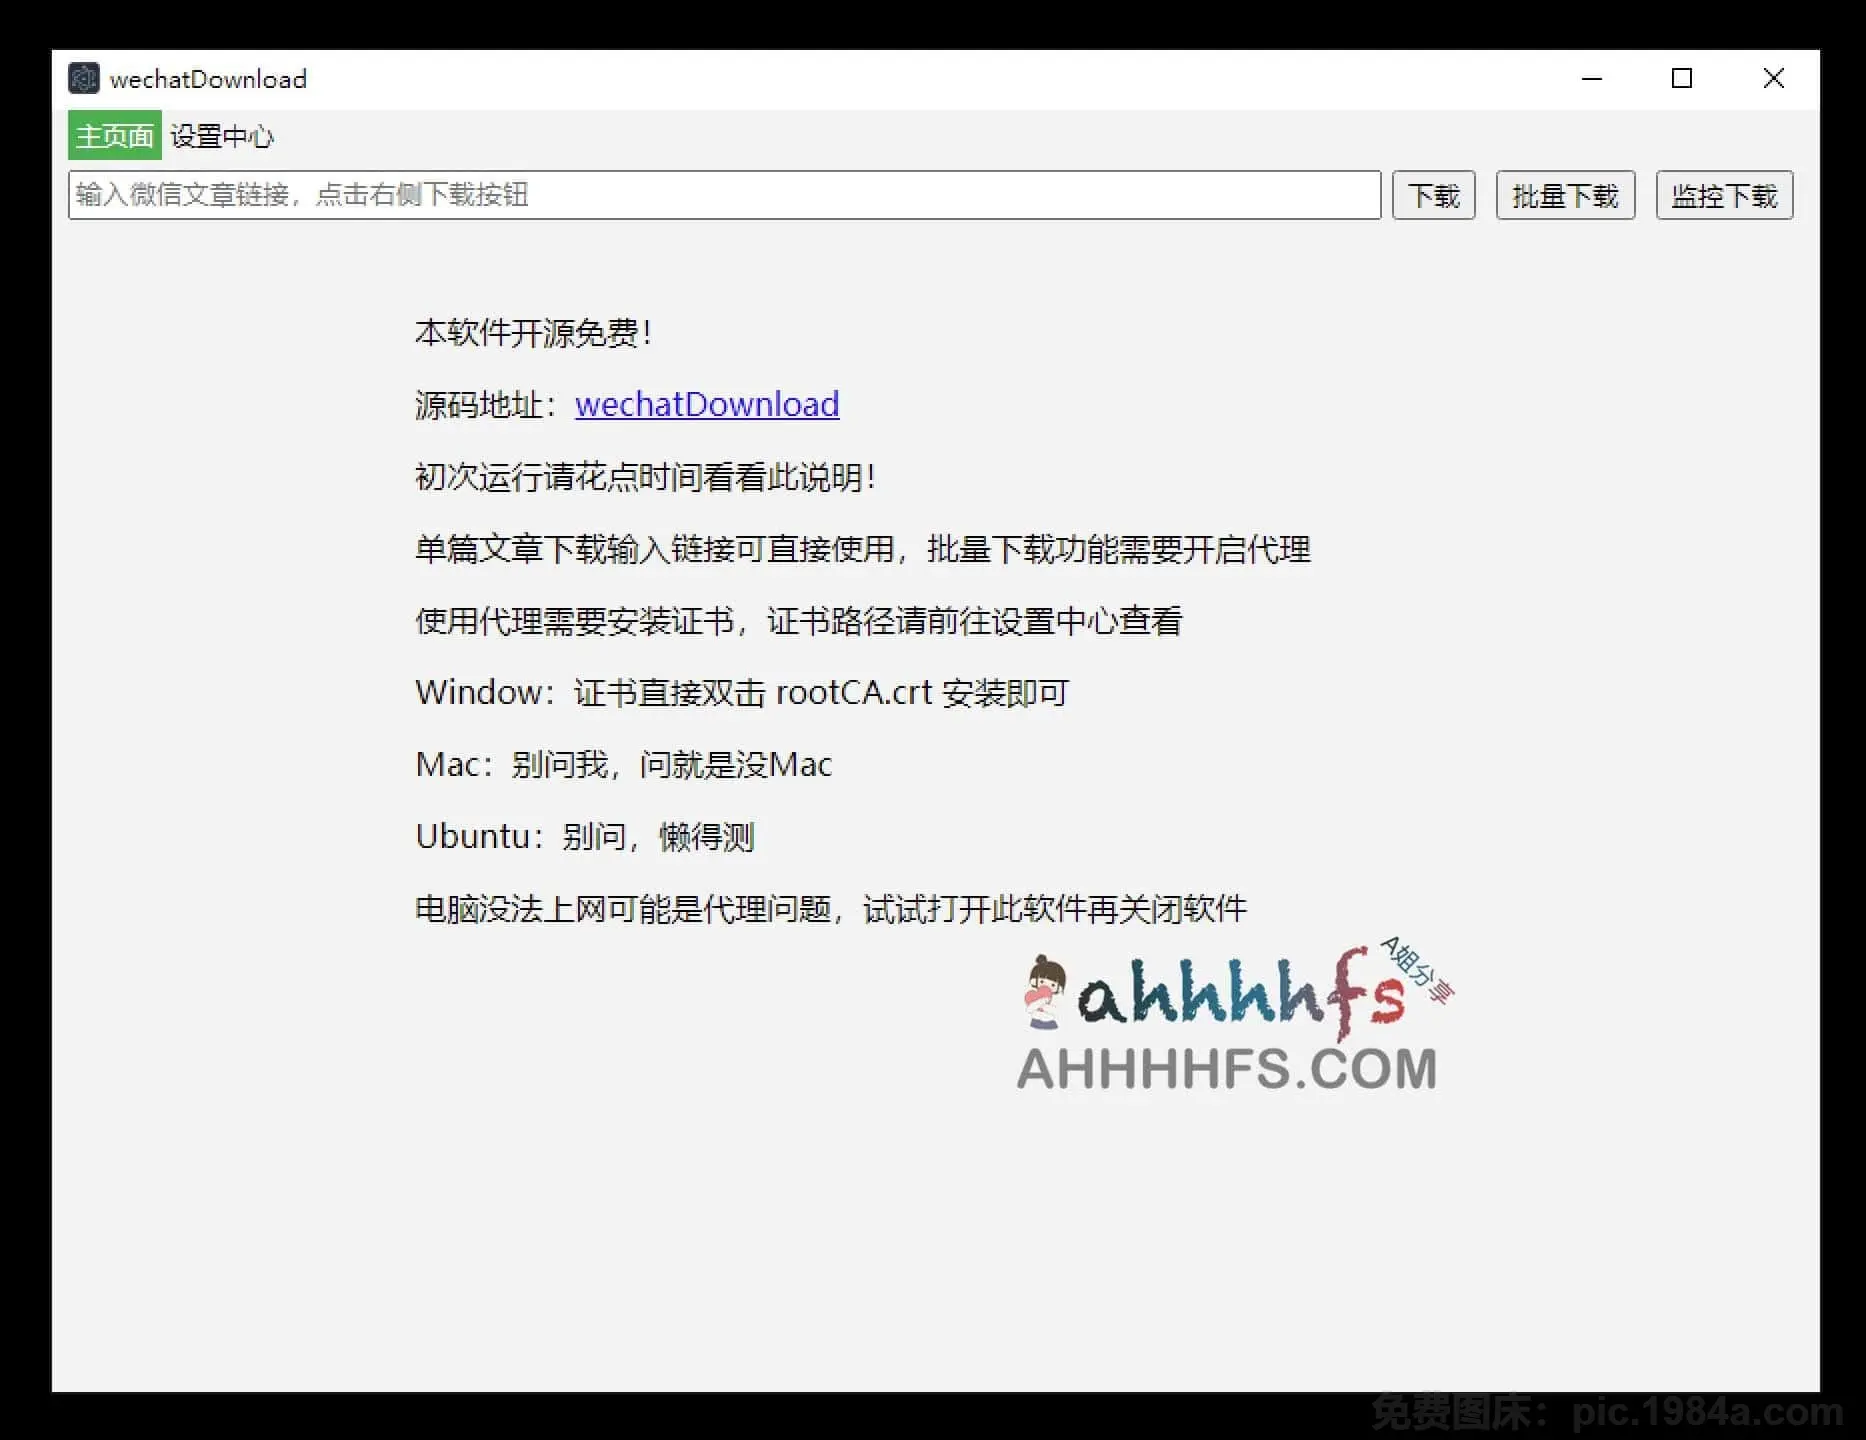 wechatDownload
主页面 设置中心
输入微信文章链接，点击右侧下载按钮 下载 批量下载 监控下载
本软件开源免费！
源码地址：wechatDownload
初次运行请花点时间看看此说明！
单篇文章下载输入链接可直接使用，批量下载功能需要开启代理
使用代理需要安装证书，证书路径请前往设置中心查看
Window：证书直接双击 rootCA.crt 安装即可
Mac：别问我，问就是没Mac
Ubuntu：别问，懒得测
电脑没法上网可能是代理问题，试试打开此软件再关闭软件
ahhhhfs A姐分享
AHHHHFS.COM
免费图床：pic.1984a.com